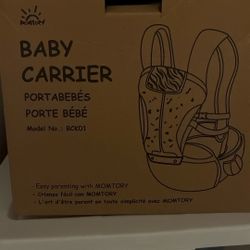 MOMTORY
BABY
CARRIER
PORTABEBÉS
PORTE BÉBÉ
Model No.: BCK01
- Easy parenting with MOMTORY
- Crianza fácil con MOMTORY
- L'art d'être parent en toute simplicité avec MOMTORY